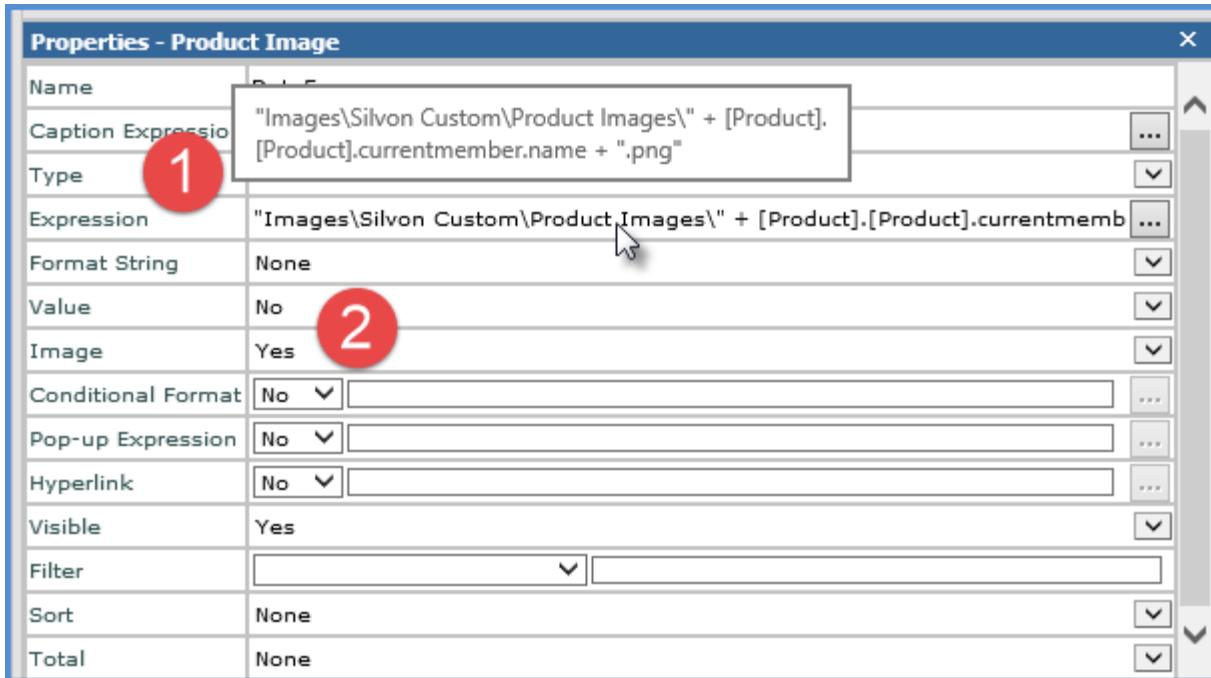 Properties - Product Image
Name
"Images\Silvon Custom\Product Images\" + [Product].
[Product].currentmember.name + ".png"
Caption Expressio ...
1
Type
Expression "Images\Silvon Custom\Product Images\" + [Product].[Product].currentmemb ...
Format String None
Value No
2
Image Yes
Conditional Format No ...
Pop-up Expression No ...
Hyperlink No ...
Visible Yes
Filter
Sort None
Total None